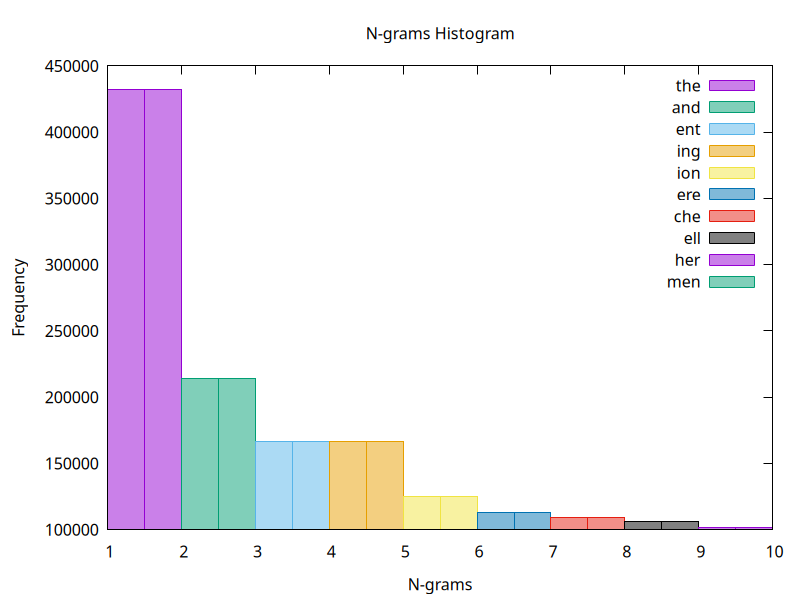 N-grams Histogram
450000
400000
350000
300000
250000
200000
150000
100000
Frequency
the
and
ent
ing
ion
ere
che
ell
her
men
1 2 3 4 5 6 7 8 9 10
N-grams